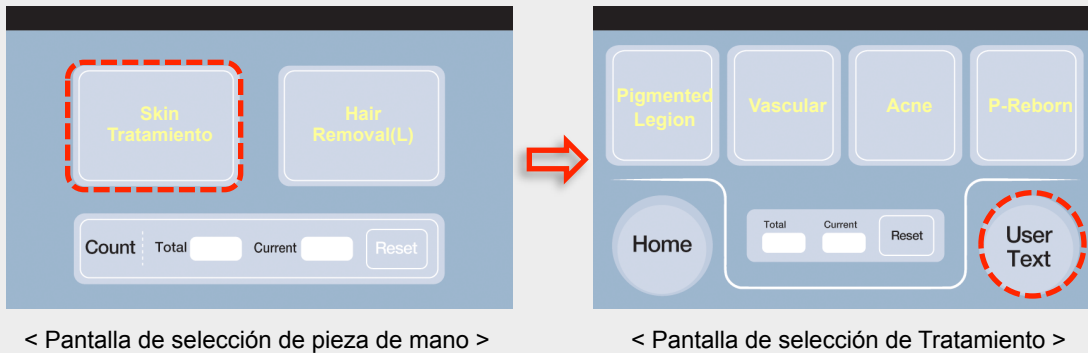 Skin
Tratamiento
Hair
Removal(L)
Count Total Current Reset
< Pantalla de selección de pieza de mano >
Pigmented
Legion
Vascular
Acne
P-Reborn
Home
Total Current Reset
User
Text
< Pantalla de selección de Tratamiento >